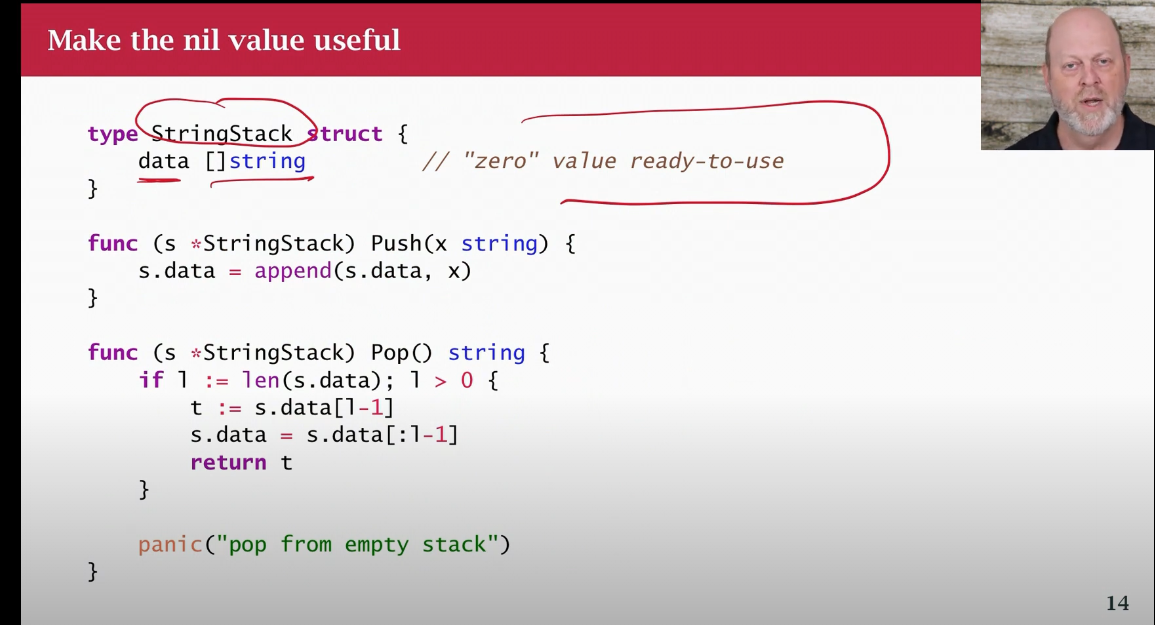 Make the nil value useful
type StringStack struct {
    data []string         // "zero" value ready-to-use
}
func (s *StringStack) Push(x string) {
    s.data = append(s.data, x)
}
func (s *StringStack) Pop() string {
    if l := len(s.data); l > 0 {
        t := s.data[l-1]
        s.data = s.data[:l-1]
        return t
    }
    panic("pop from empty stack")
}
14